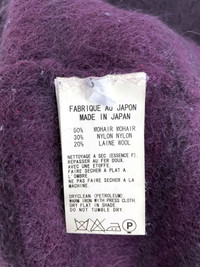 FABRIQUE AU JAPON
MADE IN JAPAN
50% MOHAIR MOHAIR
30% NYLON NYLON
20% LAINE WOOL
NETTOYAGE A SEC (ESSENCE F).
REPASSER AU FER DOUX.
AVEC UNE ETOFFE
FAIRE SECHER A PLAT A
L'OMBRE
NE PAS FAIRE SECHER A LA
MACHINE
DRYCLEAN (PETROLEUM)
WARM IRON WITH PRESS CLOTH
DRY FLAT IN SHADE
DO NOT TUMBLE DRY
P